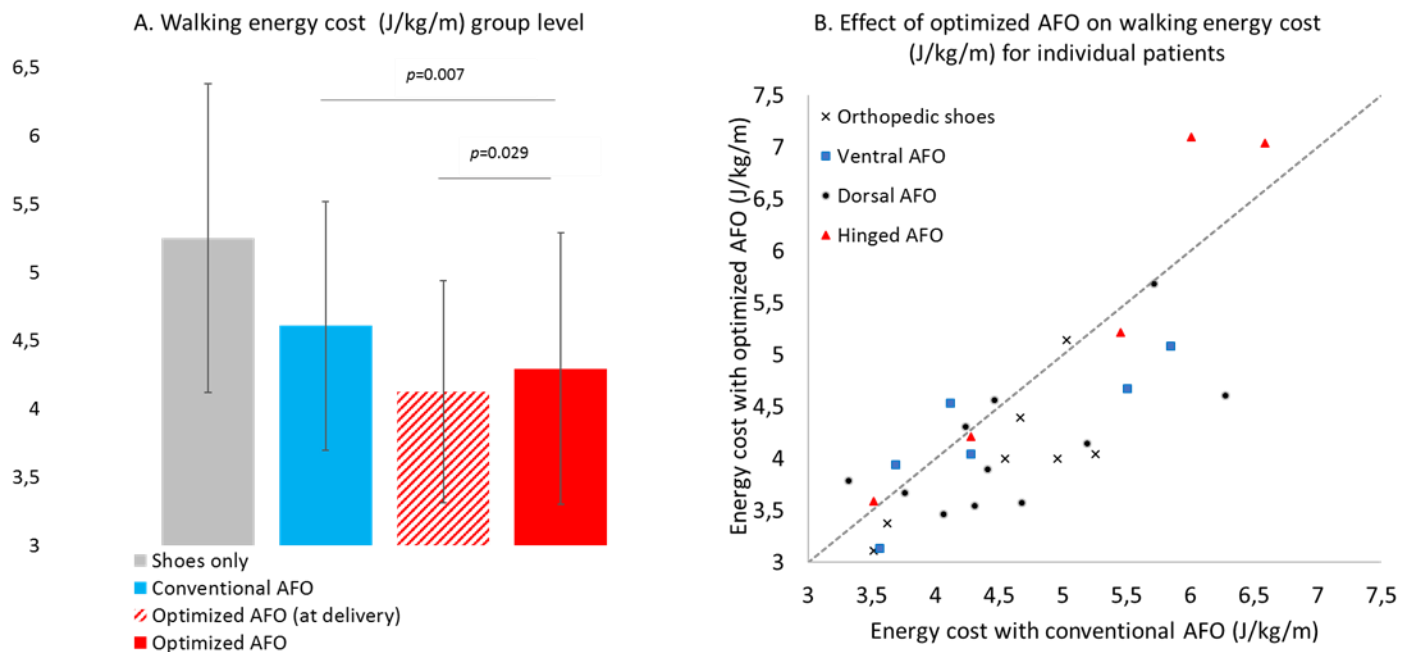 A. Walking energy cost (J/kg/m) group level
6,5
6
5,5
5
4,5
4
3,5
3
p=0.007
p=0.029
Shoes only
Conventional AFO
Optimized AFO (at delivery)
Optimized AFO
B. Effect of optimized AFO on walking energy cost
(J/kg/m) for individual patients
Energy cost with optimized AFO (J/kg/m)
7,5
7
6,5
6
5,5
5
4,5
4
3,5
3
Orthopedic shoes
Ventral AFO
Dorsal AFO
Hinged AFO
3 3,5 4 4,5 5 5,5 6 6,5 7 7,5
Energy cost with conventional AFO (J/kg/m)